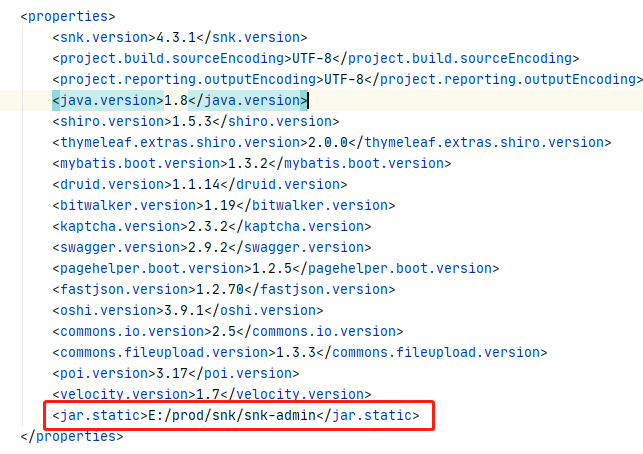 <properties>
<snk.version>4.3.1</snk.version>
<project.build.sourceEncoding>UTF-8</project.build.sourceEncoding>
<project.reporting.outputEncoding>UTF-8</project.reporting.outputEncoding>
<java.version>1.8</java.version>
<shiro.version>1.5.3</shiro.version>
<thymeleaf.extras.shiro.version>2.0.0</thymeleaf.extras.shiro.version>
<mybatis.boot.version>1.3.2</mybatis.boot.version>
<druid.version>1.1.14</druid.version>
<bitwalker.version>1.19</bitwalker.version>
<kaptcha.version>2.3.2</kaptcha.version>
<swagger.version>2.9.2</swagger.version>
<pagehelper.boot.version>1.2.5</pagehelper.boot.version>
<fastjson.version>1.2.70</fastjson.version>
<oshi.version>3.9.1</oshi.version>
<commons.io.version>2.5</commons.io.version>
<commons.fileupload.version>1.3.3</commons.fileupload.version>
<poi.version>3.17</poi.version>
<velocity.version>1.7</velocity.version>
<jar.static>E:/prod/snk/snk-admin</jar.static>
</properties>